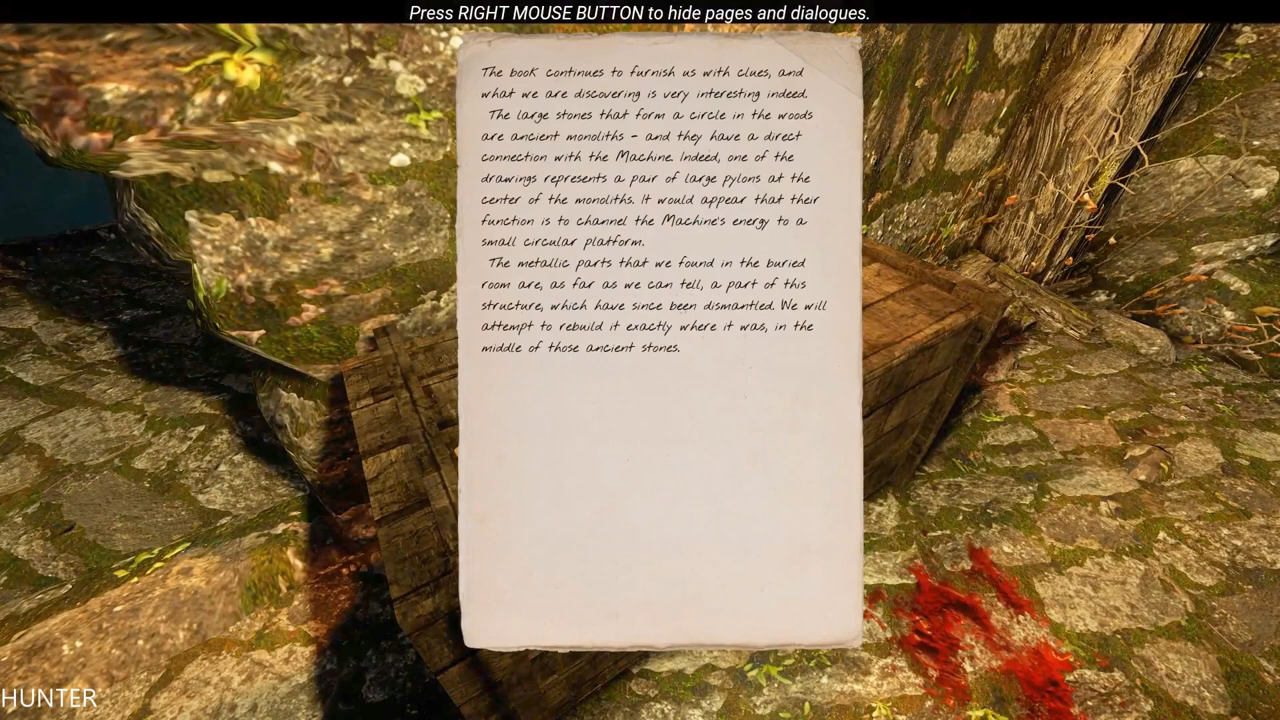 Press RIGHT MOUSE BUTTON to hide pages and dialogues.
The book continues to furnish us with clues, and
what we are discovering is very interesting indeed.
The large stones that form a circle in the woods
are ancient monoliths - and they have a direct
connection with the Machine. Indeed, one of the
drawings represents a pair of large pylons at the
center of the monoliths. It would appear that their
function is to channel the Machine's energy to a
small circular platform.
The metallic parts that we found in the buried
room are, as far as we can tell, a part of this
structure, which have since been dismantled. We will
attempt to rebuild it exactly where it was, in the
middle of those ancient stones.
HUNTER